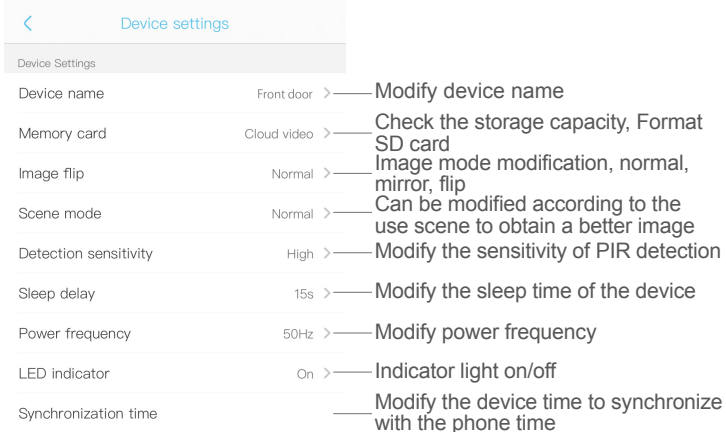 Device settings
Device Settings
Device name Front door > Modify device name
Memory card Cloud video > Check the storage capacity, Format
SD card
Image flip Normal > Image mode modification, normal,
mirror, flip
Scene mode Normal > Can be modified according to the
use scene to obtain a better image
Detection sensitivity High > Modify the sensitivity of PIR detection
Sleep delay 15s > Modify the sleep time of the device
Power frequency 50Hz > Modify power frequency
LED indicator On > Indicator light on/off
Synchronization time Modify the device time to synchronize
with the phone time